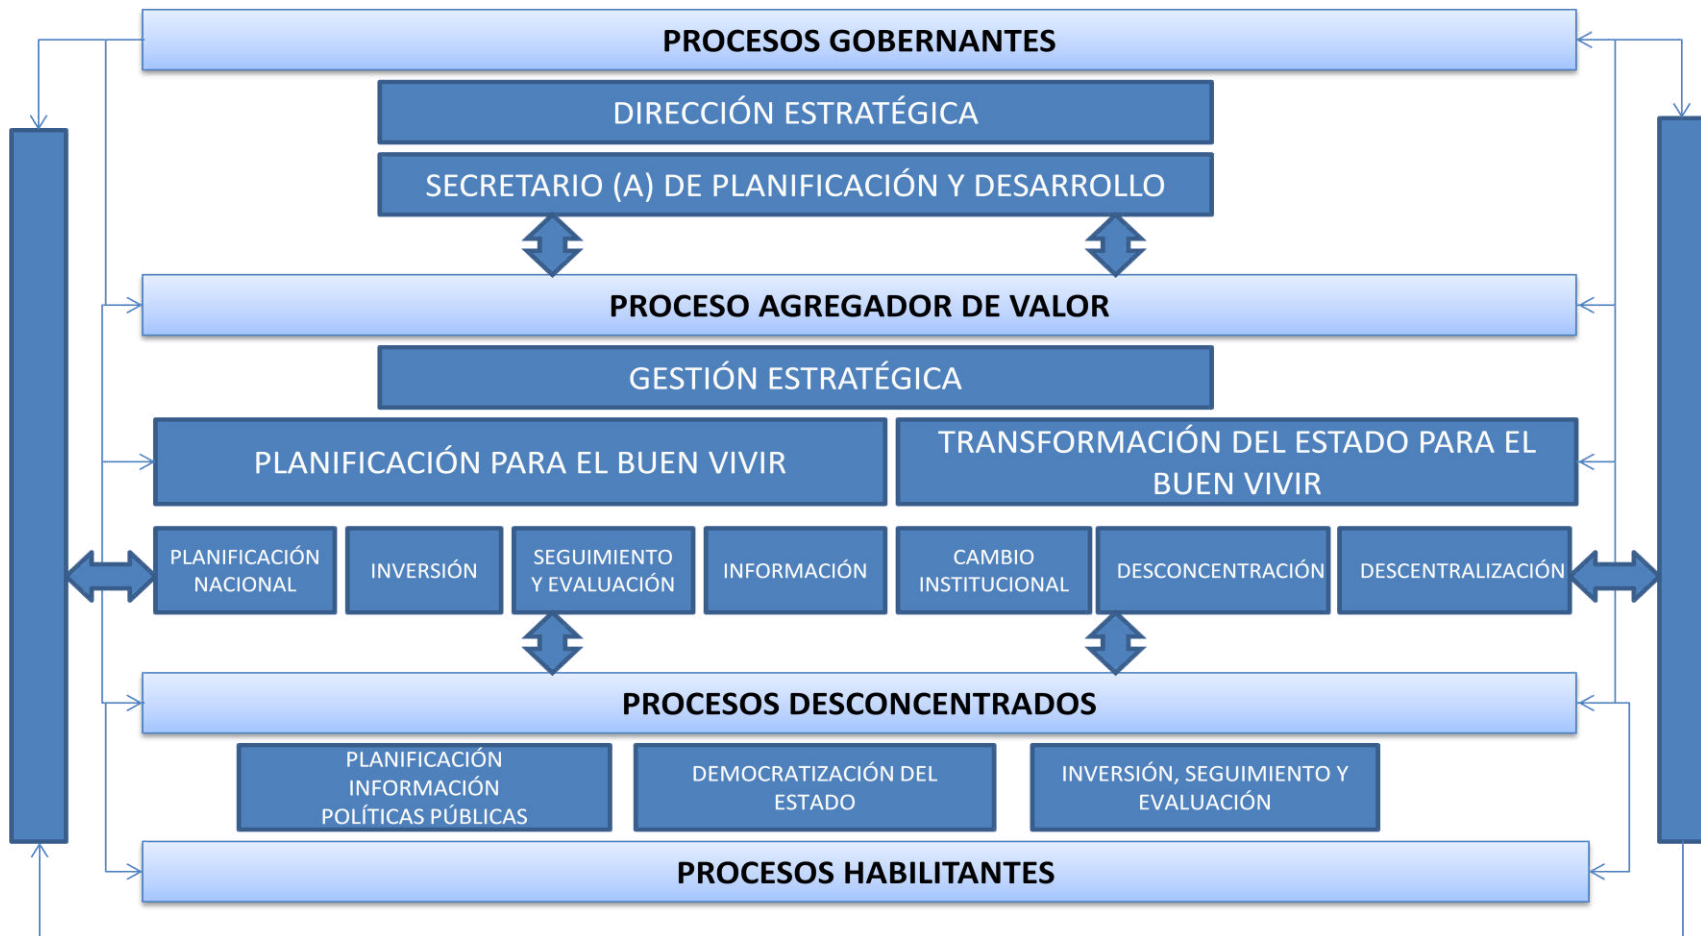 PROCESOS GOBERNANTES
DIRECCIÓN ESTRATÉGICA
SECRETARIO (A) DE PLANIFICACIÓN Y DESARROLLO
PROCESO AGREGADOR DE VALOR
GESTIÓN ESTRATÉGICA
PLANIFICACIÓN PARA EL BUEN VIVIR
TRANSFORMACIÓN DEL ESTADO PARA EL
BUEN VIVIR
PLANIFICACIÓN
NACIONAL
INVERSIÓN
SEGUIMIENTO
Y EVALUACIÓN
INFORMACIÓN
CAMBIO
INSTITUCIONAL
DESCONCENTRACIÓN
DESCENTRALIZACIÓN
PROCESOS DESCONCENTRADOS
PLANIFICACIÓN
INFORMACIÓN
POLÍTICAS PÚBLICAS
DEMOCRATIZACIÓN DEL
ESTADO
INVERSIÓN, SEGUIMIENTO Y
EVALUACIÓN
PROCESOS HABILITANTES